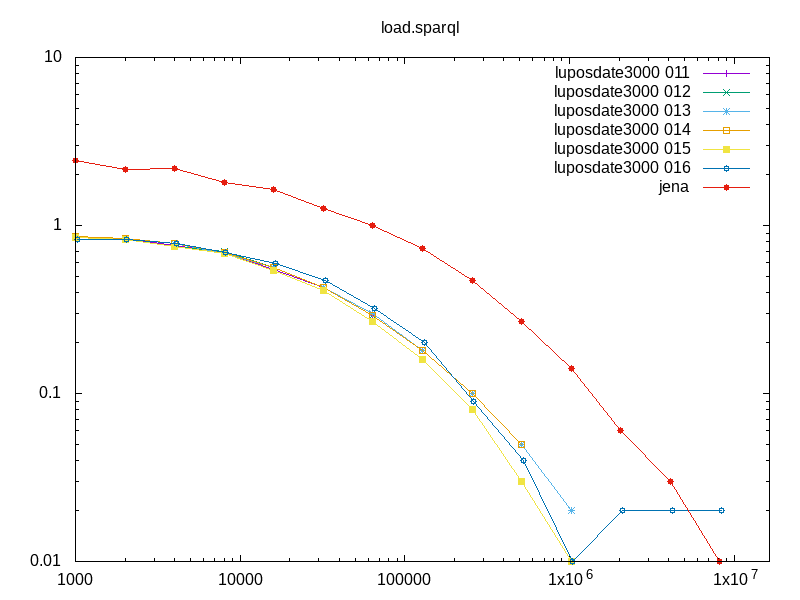 load.sparql
10
1
0.1
0.01
luposdate3000 011
luposdate3000 012
luposdate3000 013
luposdate3000 014
luposdate3000 015
luposdate3000 016
jena
1000
10000
100000
1x10^6
1x10^7